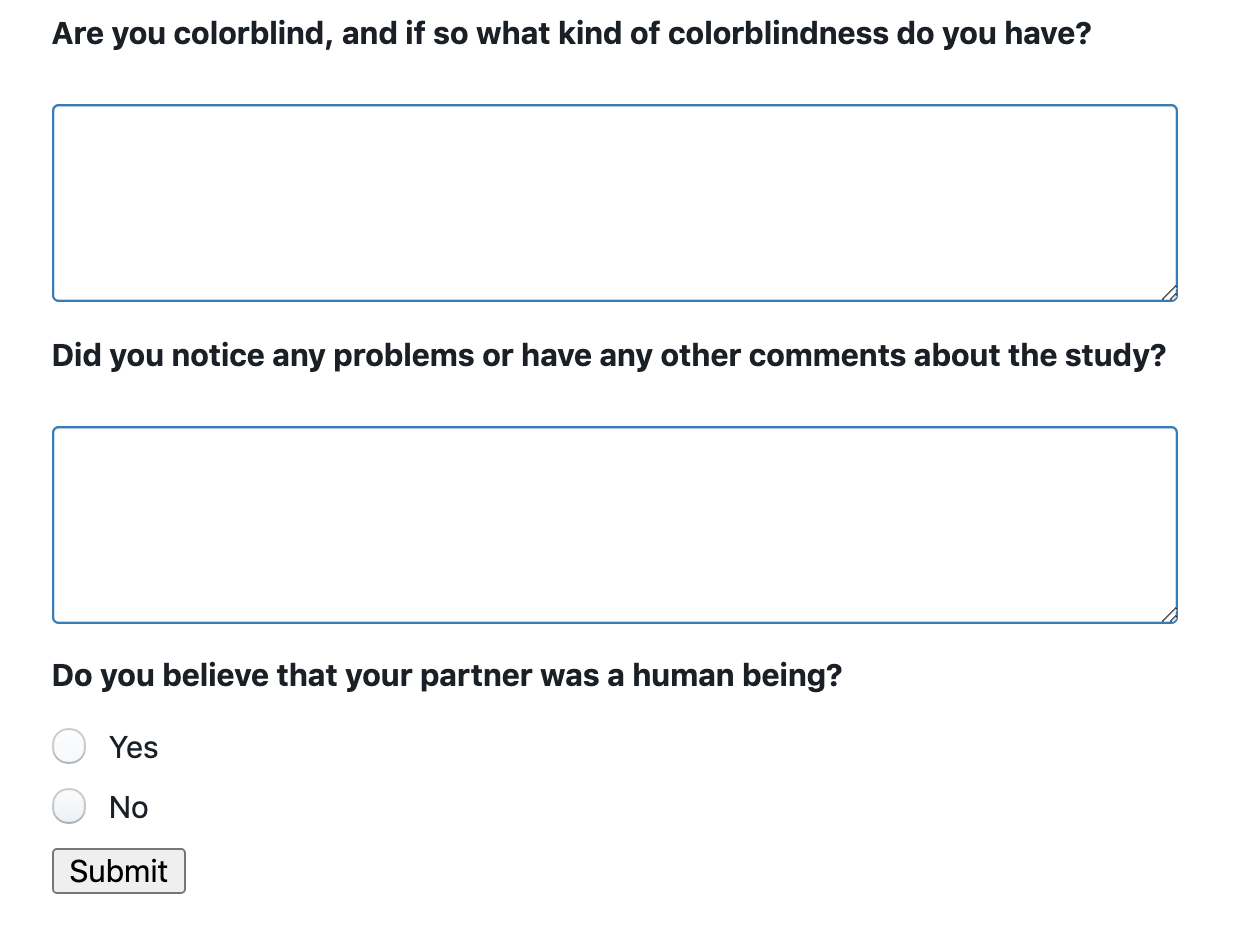 Are you colorblind, and if so what kind of colorblindness do you have?
Did you notice any problems or have any other comments about the study?
Do you believe that your partner was a human being?
Yes
No
Submit